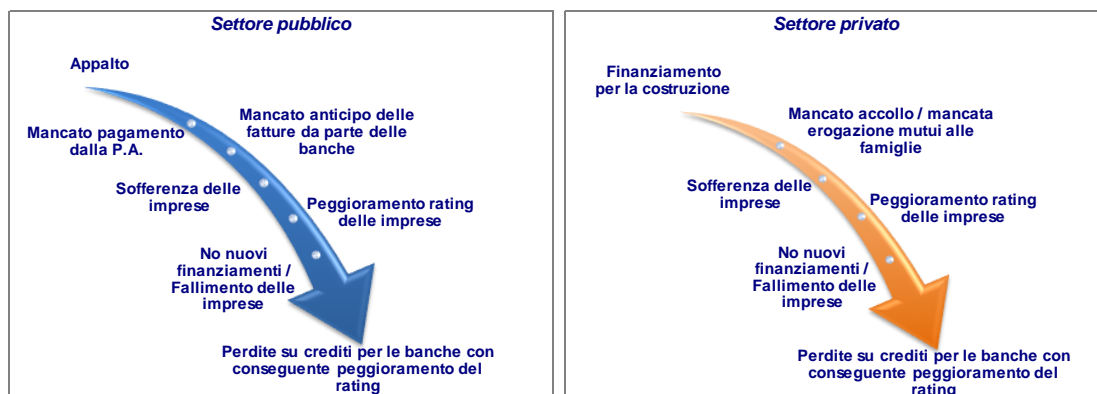 Settore pubblico
Appalto
Mancato pagamento
dalla P.A.
Mancato anticipo delle
fatture da parte delle
banche
Sofferenza delle
imprese
Peggioramento rating
delle imprese
No nuovi
finanziamenti /
Fallimento delle
imprese
Perdite su crediti per le banche con
conseguente peggioramento del
rating
Settore privato
Finanziamento
per la costruzione
Mancato accollo / mancata
erogazione mutui alle
famiglie
Sofferenza delle
imprese
Peggioramento rating
delle imprese
No nuovi
finanziamenti /
Fallimento delle
imprese
Perdite su crediti per le banche con
conseguente peggioramento del
rating